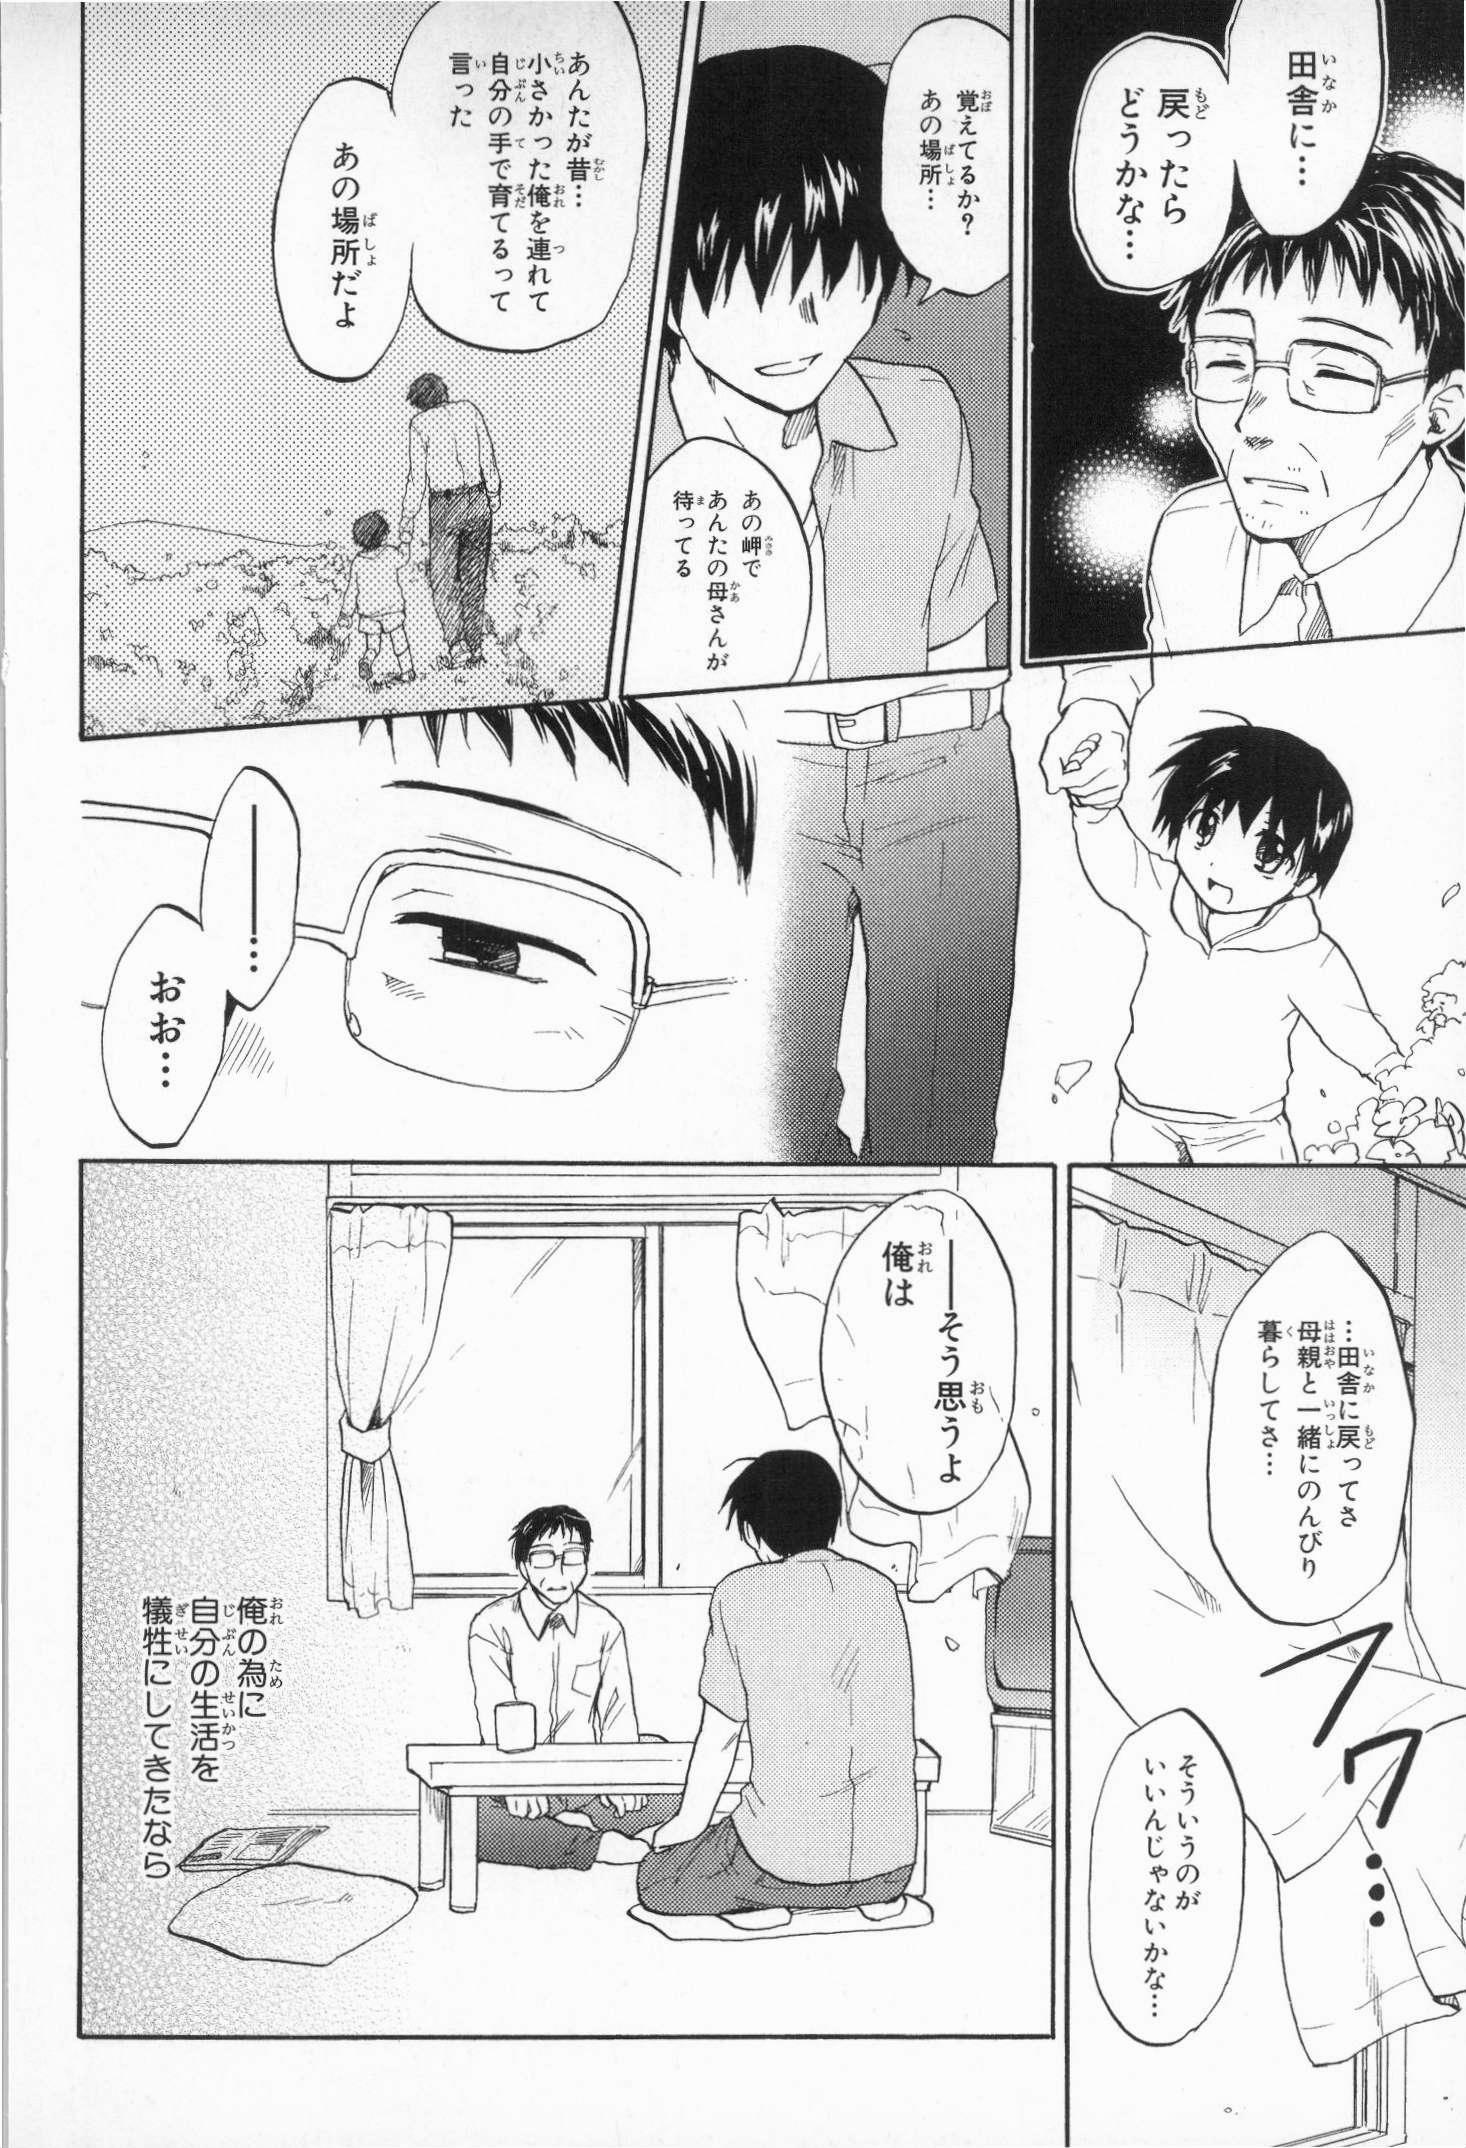 田舎に…
戻ったら
どうかな…
覚えてるか?
あの場所…
あの岬で
あんたの母さんが
待ってる
あんたが昔…
小さかった俺を連れて
自分の手で育てるって
言った
あの場所だよ
――…
おお…
…田舎に戻ってさ
母親と一緒にのんびり
暮らしてさ…
そういうのが
いいんじゃないかな…
フワ…
――そう思うよ
俺は
俺の為に
自分の生活を
犠牲にしてきたなら